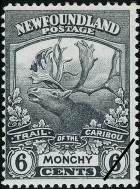 NEWFOUNDLAND
POSTAGE
TRAIL OF THE CARIBOU
6 MONCHY 6
CENTS